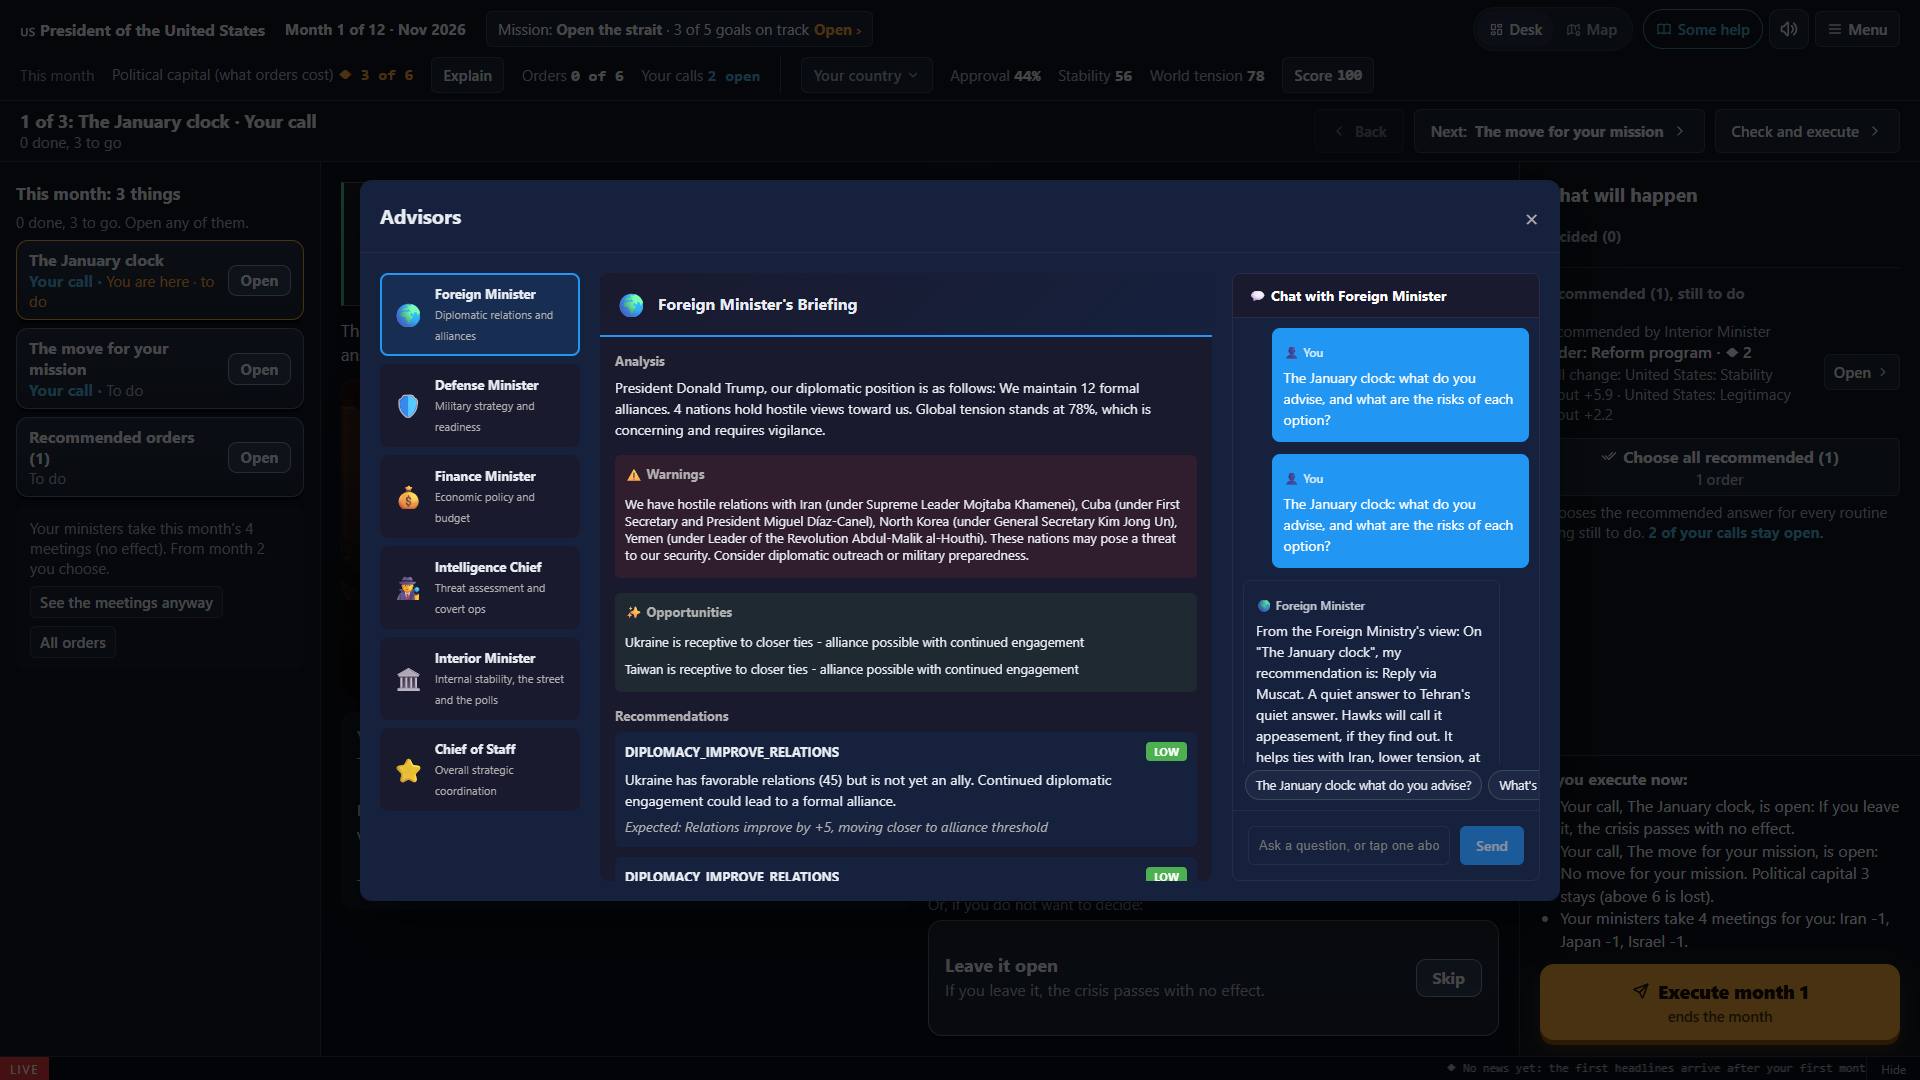 US President of the United States
Month 1 of 12 · Nov 2026
Mission: Open the strait · 3 of 5 goals on track Open ›
Desk
Map
Some help
Menu
This month
Political capital (what orders cost) ◆ 3 of 6
Explain
Orders 0 of 6
Your calls 2 open
Your country
Approval 44%
Stability 56
World tension 78
Score 100
1 of 3: The January clock · Your call
0 done, 3 to go
Back
Next: The move for your mission
Check and execute
This month: 3 things
0 done, 3 to go. Open any of them.
The January clock
Your call · You are here · to
do
Open
The move for your
mission
Your call · To do
Open
Recommended orders
(1)
To do
Open
Your ministers take this month's 4
meetings (no effect). From month 2
you choose.
See the meetings anyway
All orders
Th
an
Advisors
×
Foreign Minister
Diplomatic relations and
alliances
Defense Minister
Military strategy and
readiness
Finance Minister
Economic policy and
budget
Intelligence Chief
Threat assessment and
covert ops
Interior Minister
Internal stability, the street
and the polls
Chief of Staff
Overall strategic
coordination
Foreign Minister's Briefing
Analysis
President Donald Trump, our diplomatic position is as follows: We maintain 12 formal
alliances. 4 nations hold hostile views toward us. Global tension stands at 78%, which is
concerning and requires vigilance.
Warnings
We have hostile relations with Iran (under Supreme Leader Mojtaba Khamenei), Cuba (under First
Secretary and President Miguel Díaz-Canel), North Korea (under General Secretary Kim Jong Un),
Yemen (under Leader of the Revolution Abdul-Malik al-Houthi). These nations may pose a threat
to our security. Consider diplomatic outreach or military preparedness.
Opportunities
Ukraine is receptive to closer ties - alliance possible with continued engagement
Taiwan is receptive to closer ties - alliance possible with continued engagement
Recommendations
DIPLOMACY_IMPROVE_RELATIONS
LOW
Ukraine has favorable relations (45) but is not yet an ally. Continued diplomatic
engagement could lead to a formal alliance.
Expected: Relations improve by +5, moving closer to alliance threshold
DIPLOMACY_IMPROVE_RELATIONS
LOW
Chat with Foreign Minister
You
The January clock: what do you
advise, and what are the risks of each
option?
You
The January clock: what do you
advise, and what are the risks of each
option?
Foreign Minister
From the Foreign Ministry's view: On
"The January clock", my
recommendation is: Reply via
Muscat. A quiet answer to Tehran's
quiet answer. Hawks will call it
appeasement, if they find out. It
helps ties with Iran, lower tension, at
The January clock: what do you advise?
What's
Ask a question, or tap one abo
Send
Or, if you do not want to decide:
Leave it open
If you leave it, the crisis passes with no effect.
Skip
hat will happen
cided (0)
commended (1), still to do
commended by Interior Minister
der: Reform program · ◆ 2
ll change: United States: Stability
out +5.9 · United States: Legitimacy
out +2.2
Open
Choose all recommended (1)
1 order
ooses the recommended answer for every routine
ng still to do. 2 of your calls stay open.
you execute now:
Your call, The January clock, is open: If you leave
it, the crisis passes with no effect.
Your call, The move for your mission, is open:
No move for your mission. Political capital 3
stays (above 6 is lost).
• Your ministers take 4 meetings for you: Iran -1,
Japan -1, Israel -1.
Execute month 1
ends the month
LIVE
◆ No news yet: the first headlines arrive after your first mont
Hide